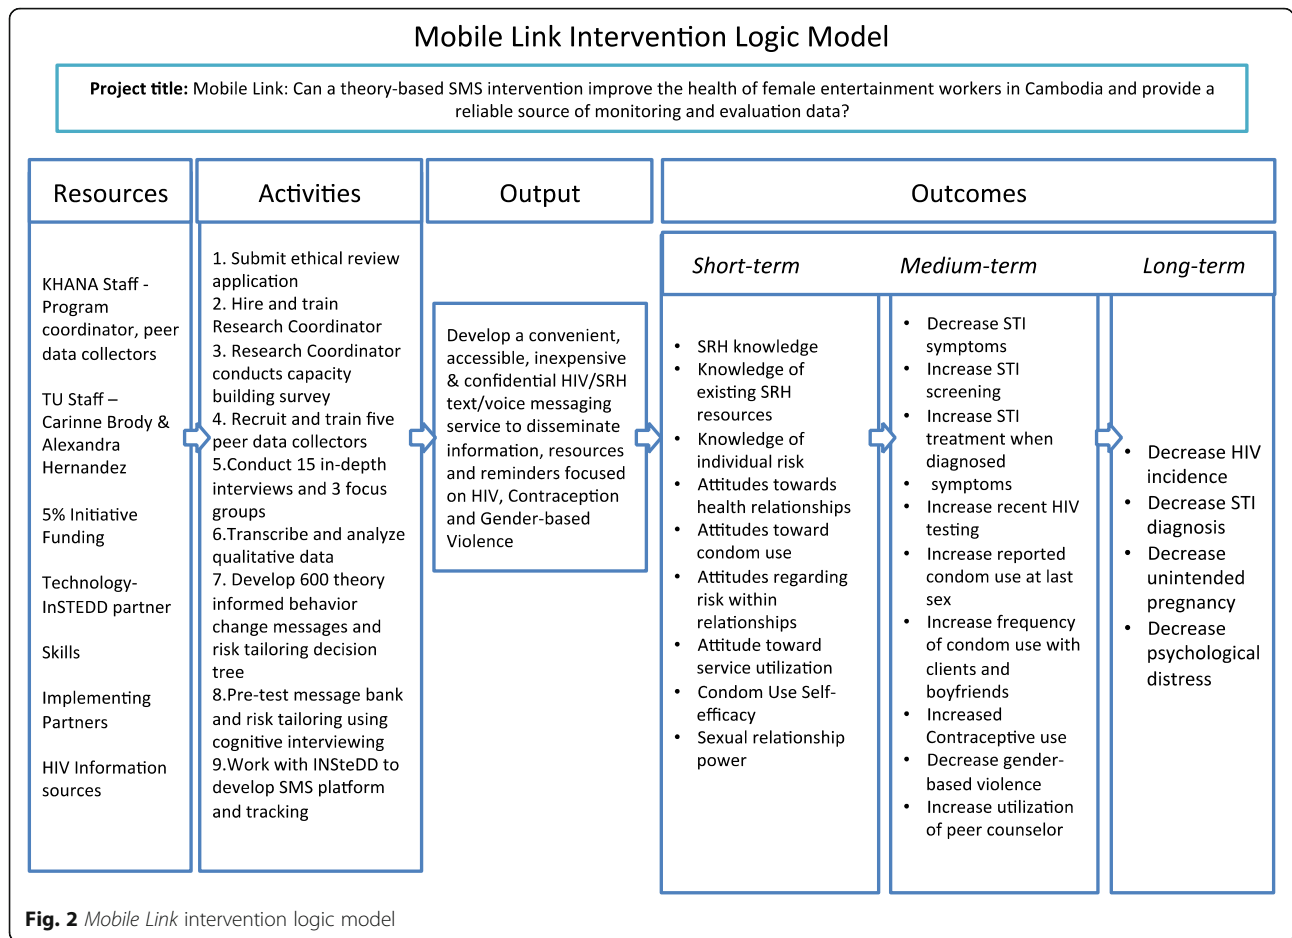 Mobile Link Intervention Logic Model
Project title: Mobile Link: Can a theory-based SMS intervention improve the health of female entertainment workers in Cambodia and provide a
reliable source of monitoring and evaluation data?
Resources
KHANA Staff -
Program
coordinator, peer
data collectors
TU Staff –
Carinne Brody &
Alexandra
Hernandez
5% Initiative
Funding
Technology-
InSTEDD partner
Skills
Implementing
Partners
HIV Information
sources
Activities
1. Submit ethical review
application
2. Hire and train
Research Coordinator
3. Research Coordinator
conducts capacity
building survey
4. Recruit and train five
peer data collectors
5.Conduct 15 in-depth
interviews and 3 focus
groups
6.Transcribe and analyze
qualitative data
7. Develop 600 theory
informed behavior
change messages and
risk tailoring decision
tree
8.Pre-test message bank
and risk tailoring using
cognitive interviewing
9.Work with INSteDD to
develop SMS platform
and tracking
Output
Develop a convenient,
accessible, inexpensive
& confidential HIV/SRH
text/voice messaging
service to disseminate
information, resources
and reminders focused
on HIV, Contraception
and Gender-based
Violence
Outcomes
Short-term
• SRH knowledge
• Knowledge of
existing SRH
resources
• Knowledge of
individual risk
• Attitudes towards
health relationships
• Attitudes toward
condom use
• Attitudes regarding
risk within
relationships
• Attitude toward
service utilization
• Condom Use Self-
efficacy
• Sexual relationship
power
Medium-term
• Decrease STI
symptoms
• Increase STI
screening
• Increase STI
treatment when
diagnosed
• symptoms
• Increase recent HIV
testing
• Increase reported
condom use at last
sex
• Increase frequency
of condom use with
clients and
boyfriends
• Increased
Contraceptive use
• Decrease gender-
based violence
• Increase utilization
of peer counselor
Long-term
• Decrease HIV
incidence
• Decrease STI
diagnosis
• Decrease
unintended
pregnancy
• Decrease
psychological
distress
Fig. 2 Mobile Link intervention logic model